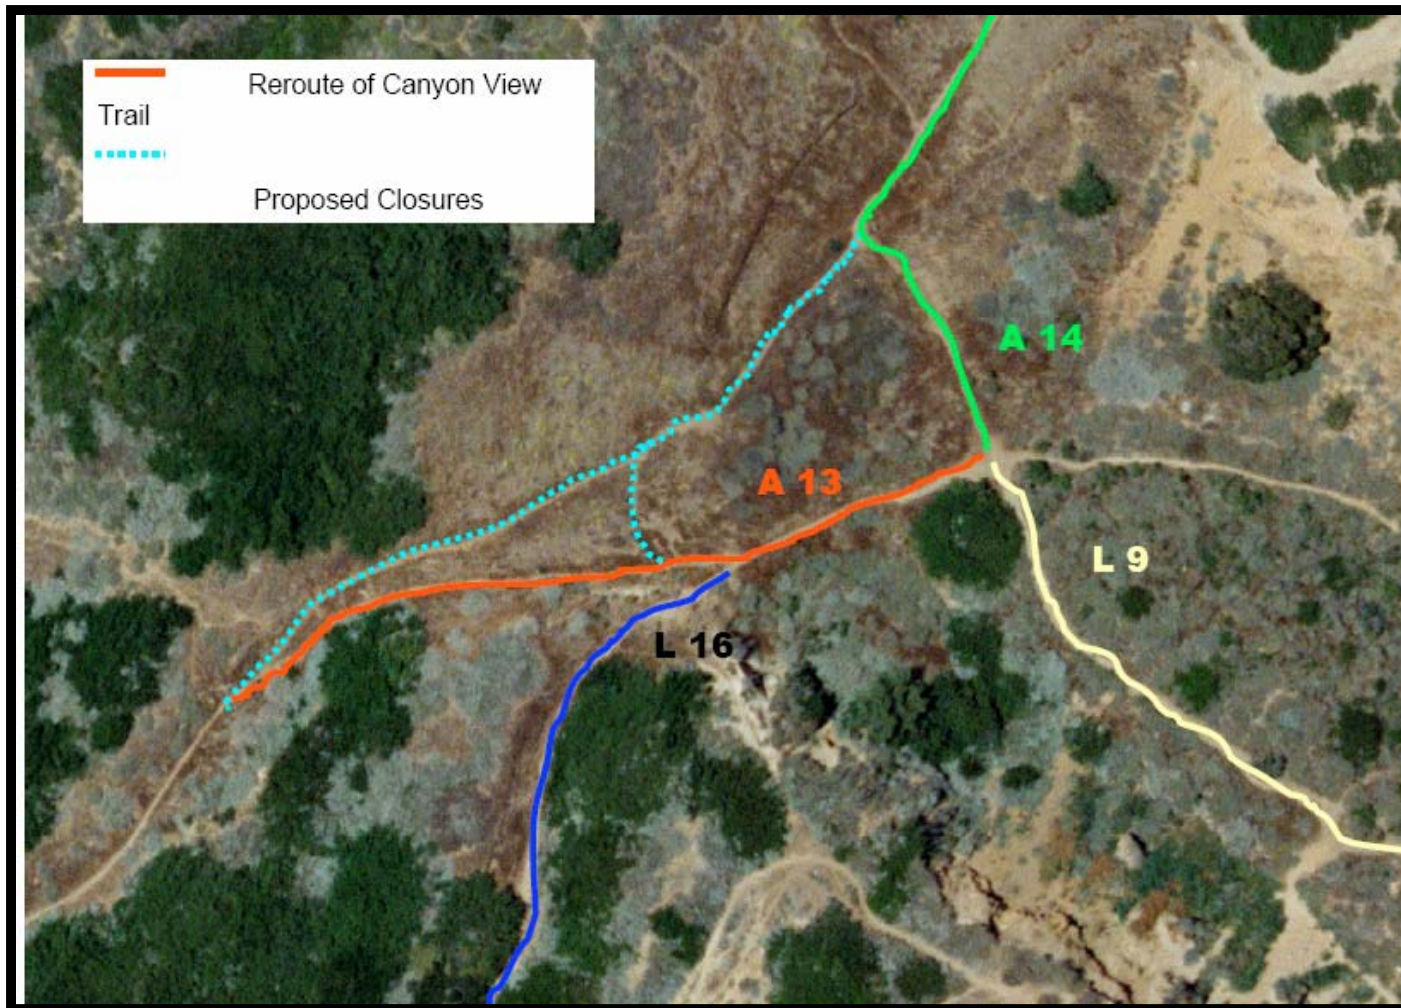 Reroute of Canyon View
Trail
Proposed Closures
A 14
A 13
L 9
L 16